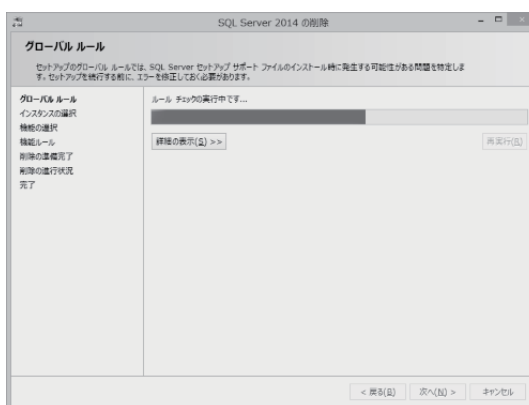 SQL Server 2014 の削除
グローバル ルール
セットアップのグローバル ルールでは、SQL Server セットアップ サポート ファイルのインストール時に発生する可能性がある問題を特定しま
す。セットアップを続行する前に、エラーを修正しておく必要があります。
グローバル ルール
インスタンスの選択
機能の選択
機能ルール
削除の準備完了
削除の進行状況
完了
ルール チェックの実行中です...
詳細の表示(S) >>
再実行(R)
< 戻る(B)
次へ(N) >
キャンセル